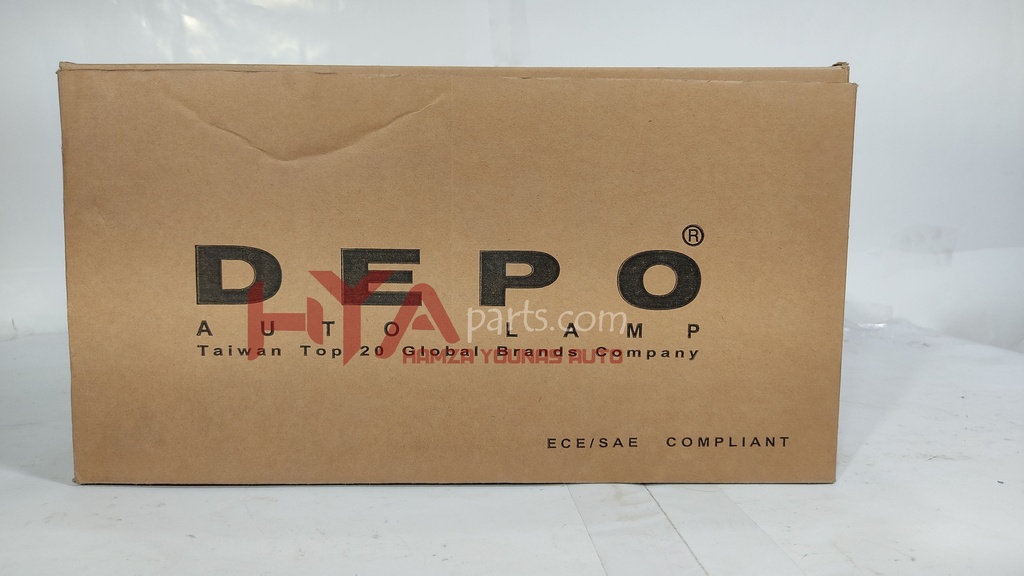 DEPO®
AUTO LAMP
HYAparts.com
Taiwan Top 20 Global Brands Company
HAMZA YOUNAS AUTO
ECE/SAE COMPLIANT